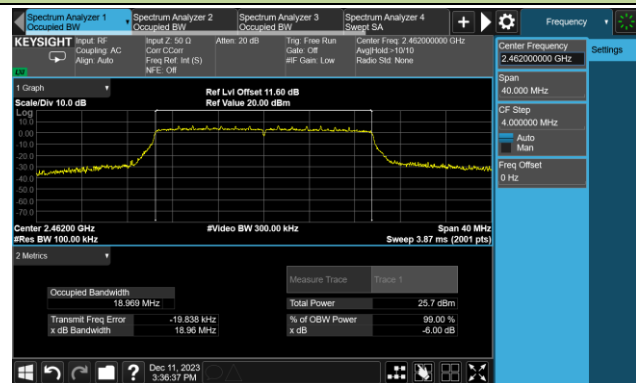 Spectrum Analyzer 1
Occupied BW
Spectrum Analyzer 2
Occupied BW
Spectrum Analyzer 3
Occupied BW
Spectrum Analyzer 4
Swept SA
Frequency
KEYSIGHT
Input: RF
Coupling: AC
Align: Auto
Input Z: 50 Ω
Corr CCorr
Freq Ref: Int (S)
NFE: Off
Atten: 20 dB
Trig: Free Run
Gate: Off
#IF Gain: Low
Center Freq: 2.462000000 GHz
Avg|Hold:>10/10
Radio Std: None
Center Frequency
2.462000000 GHz
Settings
Span
40.000 MHz
CF Step
4.000000 MHz
Auto
Man
Freq Offset
0 Hz
1 Graph
Scale/Div 10.0 dB
Ref Lvl Offset 11.60 dB
Ref Value 20.00 dBm
Log
10.0
0.00
-10.0
-20.0
-30.0
-40.0
-50.0
-60.0
-70.0
Center 2.46200 GHz
#Res BW 100.00 kHz
#Video BW 300.00 kHz
Span 40 MHz
Sweep 3.87 ms (2001 pts)
2 Metrics
Measure Trace
Trace 1
Occupied Bandwidth
18.969 MHz
Total Power
25.7 dBm
Transmit Freq Error
-19.838 kHz
% of OBW Power
99.00 %
x dB Bandwidth
18.96 MHz
x dB
-6.00 dB
Dec 11, 2023
3:36:37 PM